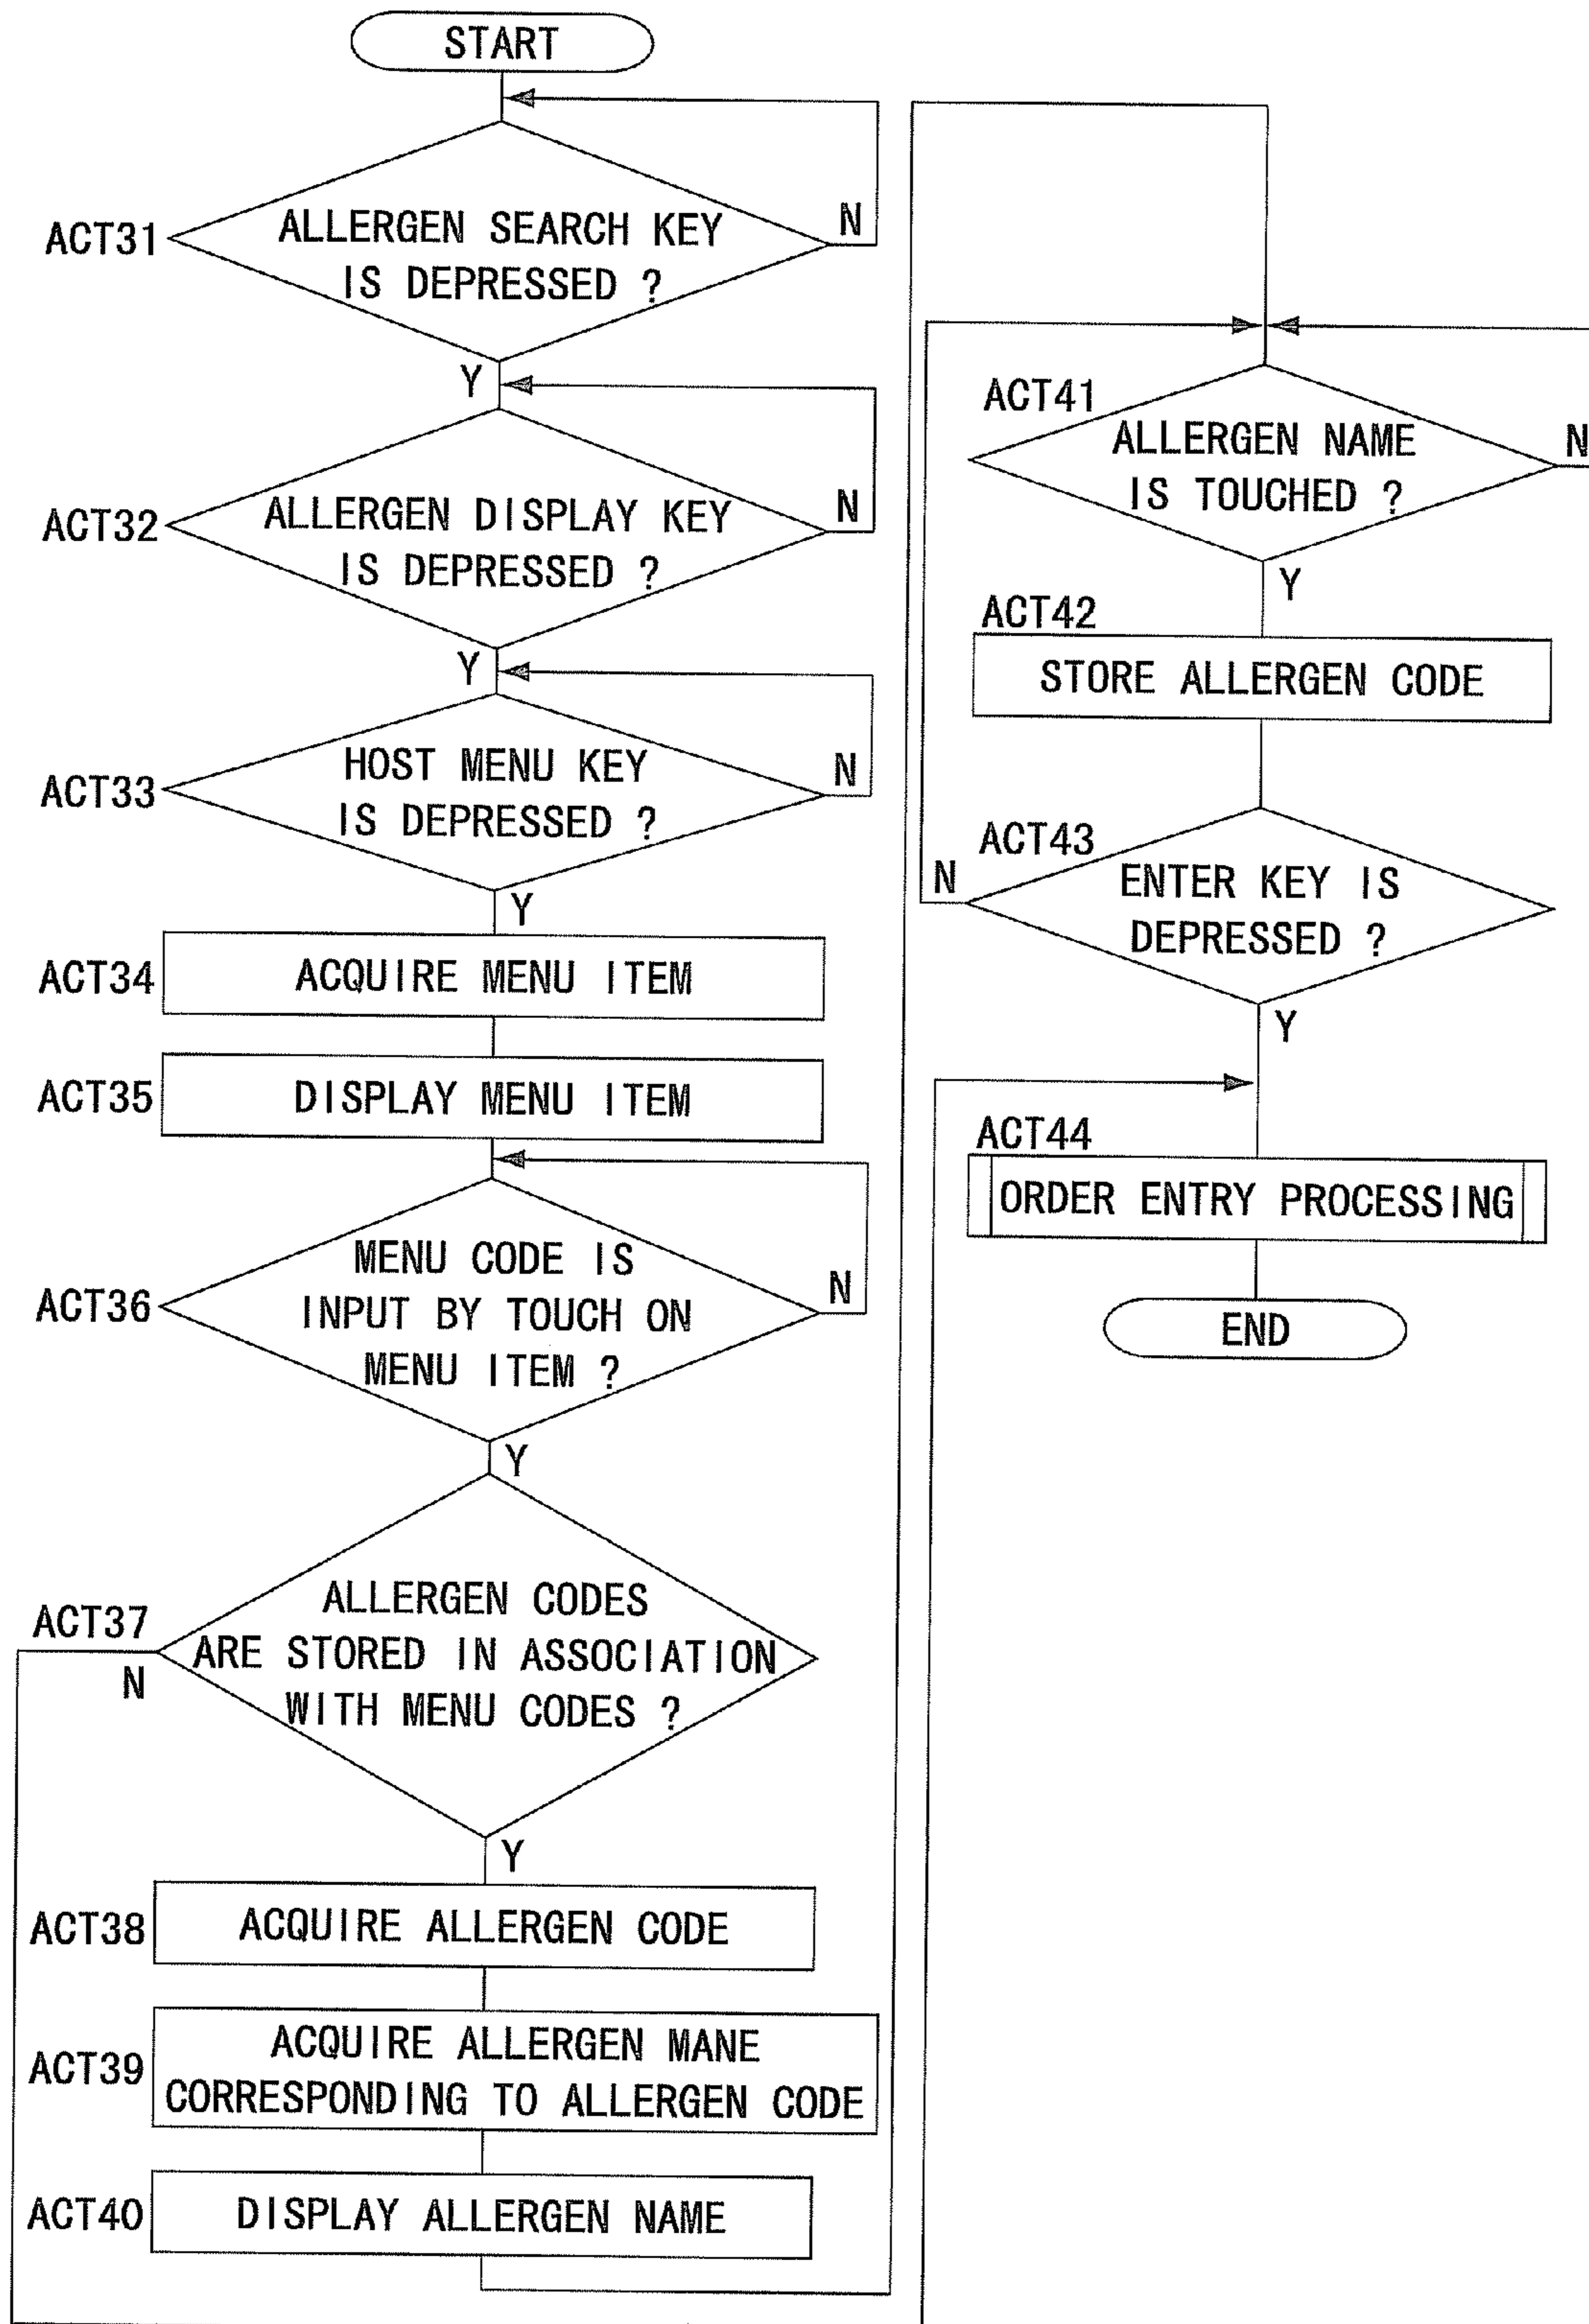 START
ACT31
ALLERGEN SEARCH KEY
IS DEPRESSED ?
N
Y
ACT32
ALLERGEN DISPLAY KEY
IS DEPRESSED ?
N
Y
ACT33
HOST MENU KEY
IS DEPRESSED ?
N
Y
ACT34
ACQUIRE MENU ITEM
ACT35
DISPLAY MENU ITEM
ACT36
MENU CODE IS
INPUT BY TOUCH ON
MENU ITEM ?
N
Y
ACT37
ALLERGEN CODES
ARE STORED IN ASSOCIATION
WITH MENU CODES ?
N
Y
ACT38
ACQUIRE ALLERGEN CODE
ACT39
ACQUIRE ALLERGEN MANE
CORRESPONDING TO ALLERGEN CODE
ACT40
DISPLAY ALLERGEN NAME
ACT41
ALLERGEN NAME
IS TOUCHED ?
N
Y
ACT42
STORE ALLERGEN CODE
ACT43
ENTER KEY IS
DEPRESSED ?
N
Y
ACT44
ORDER ENTRY PROCESSING
END